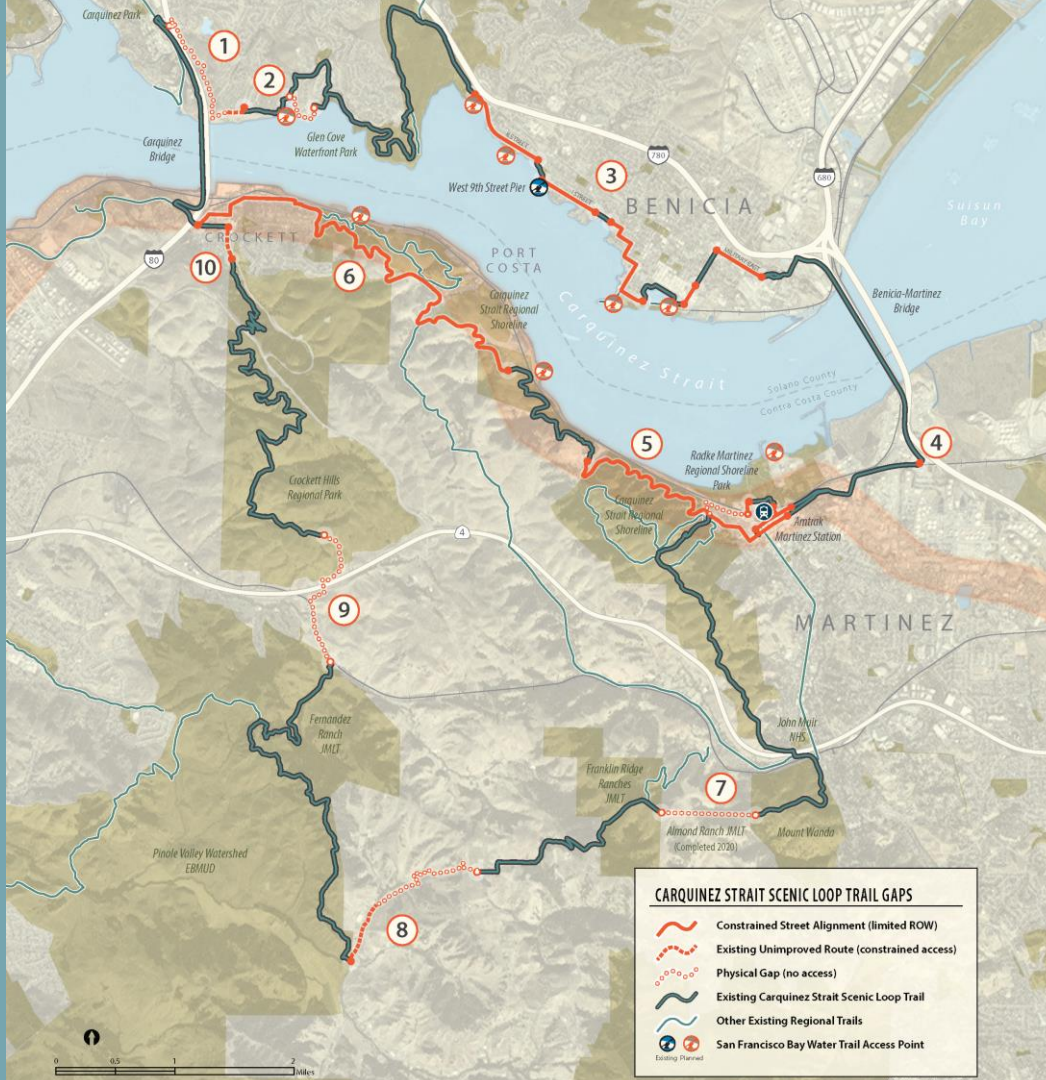 Carquinez Park
1
2
Glen Cove
Waterfront Park
Carquinez
Bridge
K STREET
West 9th Street Pier
3
780
680
BENICIA
Suisun
Bay
MILITARY EAST
CROCKETT
10
80
6
PORT
COSTA
Carquinez
Strait Regional
Shoreline
Carquinez Strait
Benicia-Martinez
Bridge
Solano County
Contra Costa County
4
5
Radke Martinez
Regional Shoreline
Park
Carquinez
Strait Regional
Shoreline
Amtrak
Martinez Station
Crockett Hills
Regional Park
4
9
MARTINEZ
Fernandez
Ranch
JMLT
John Muir
NHS
Franklin Ridge
Ranches
JMLT
7
Almond Ranch JMLT
(Completed 2020)
Mount Wanda
Pinole Valley Watershed
EBMUD
8
CARQUINEZ STRAIT SCENIC LOOP TRAIL GAPS
Constrained Street Alignment (limited ROW)
Existing Unimproved Route (constrained access)
Physical Gap (no access)
Existing Carquinez Strait Scenic Loop Trail
Other Existing Regional Trails
San Francisco Bay Water Trail Access Point
Existing Planned
0 0.5 1 2
Miles